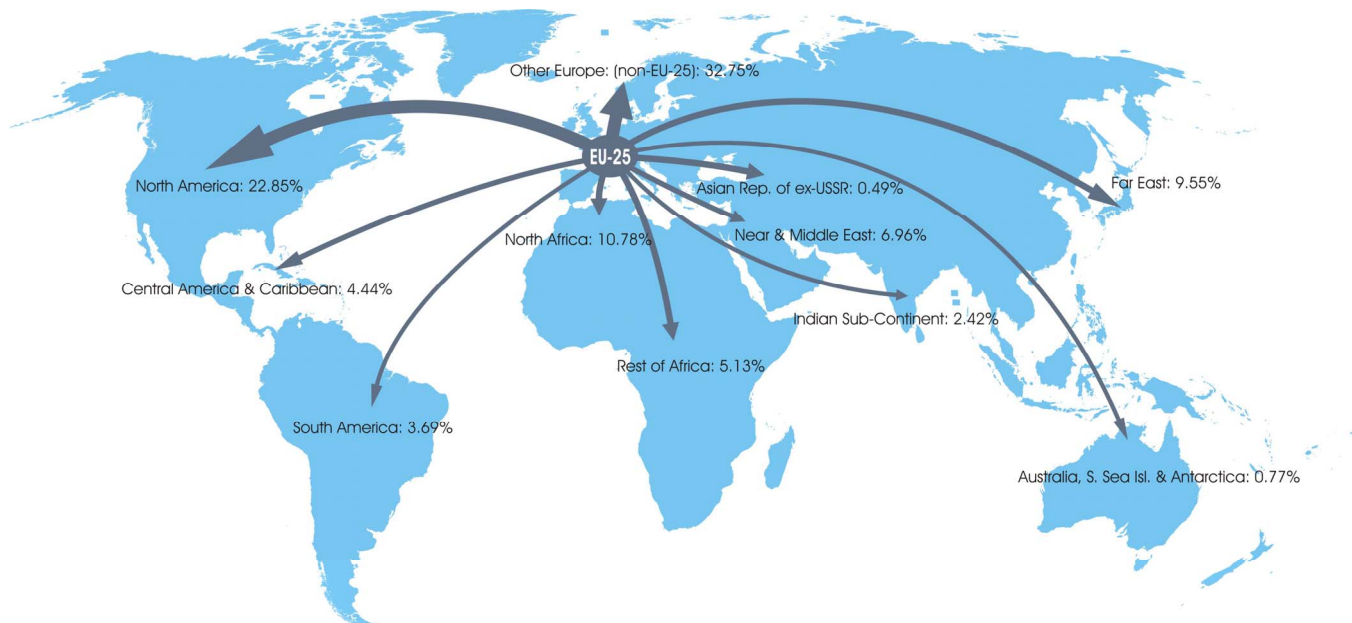 Other Europe: (non-EU-25): 32.75%
EU-25
North America: 22.85%
Asian Rep. of ex-USSR: 0.49%
Far East: 9.55%
North Africa: 10.78%
Near & Middle East: 6.96%
Central America & Caribbean: 4.44%
Indian Sub-Continent: 2.42%
Rest of Africa: 5.13%
South America: 3.69%
Australia, S. Sea Isl. & Antarctica: 0.77%